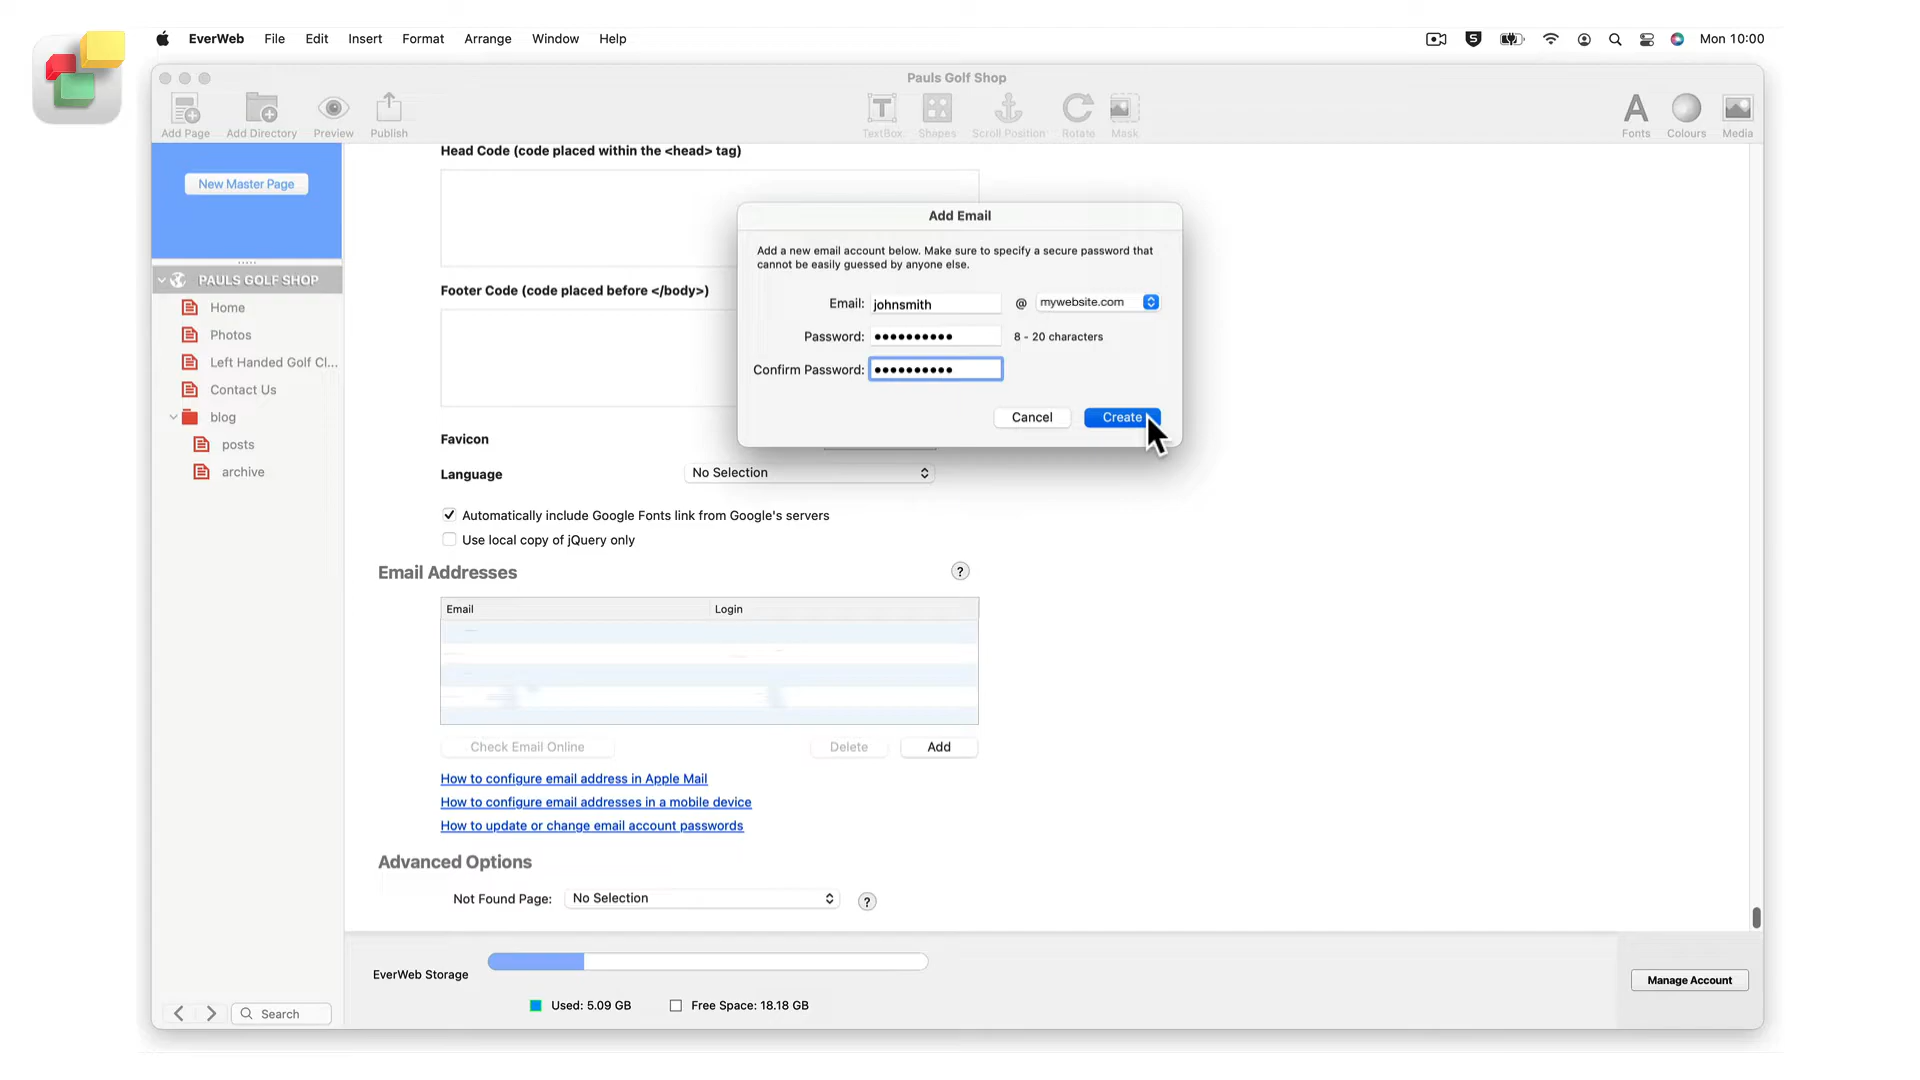 EverWeb File Edit Insert Format Arrange Window Help
S
Mon 10:00
Pauls Golf Shop
Add Page Add Directory Preview Publish
T
TextBox Shapes Scroll Position Rotate Mask
A
Fonts Colours Media
New Master Page
PAULS GOLF SHOP
Home
Photos
Left Handed Golf Cl...
Contact Us
blog
posts
archive
Search
Head Code (code placed within the <head> tag)
Footer Code (code placed before </body>)
Favicon
Language No Selection
Automatically include Google Fonts link from Google's servers
Use local copy of jQuery only
Email Addresses ?
Email Login
Check Email Online Delete Add
How to configure email address in Apple Mail
How to configure email addresses in a mobile device
How to update or change email account passwords
Advanced Options
Not Found Page: No Selection ?
EverWeb Storage
Used: 5.09 GB Free Space: 18.18 GB
Manage Account
Add Email
Add a new email account below. Make sure to specify a secure password that
cannot be easily guessed by anyone else.
Email: johnsmith @ mywebsite.com
Password: •••••••••• 8 - 20 characters
Confirm Password: ••••••••••
Cancel Create